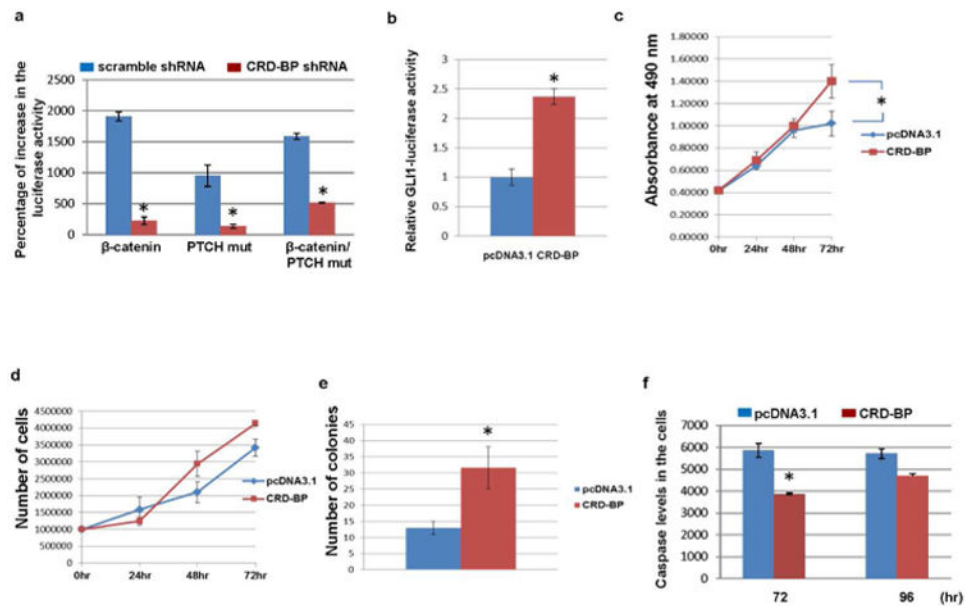 a
scramble shRNA CRD-BP shRNA
Percentage of increase in the
luciferase activity
2500
2000
1500
1000
500
0
*
*
*
β-catenin PTCH mut β-catenin/
PTCH mut
b
Relative GLI1-luciferase activity
3
2.5
2
1.5
1
0.5
0
*
pcDNA3.1 CRD-BP
c
Absorbance at 490 nm
1.60000
1.40000
1.20000
1.00000
0.80000
0.60000
0.40000
0.20000
0.00000
*
pcDNA3.1
CRD-BP
0hr 24hr 48hr 72hr
d
Number of cells
4500000
4000000
3500000
3000000
2500000
2000000
1500000
1000000
500000
0
pcDNA3.1
CRD-BP
0hr 24hr 48hr 72hr
e
Number of colonies
45
40
35
30
25
20
15
10
5
0
*
pcDNA3.1
CRD-BP
f
pcDNA3.1 CRD-BP
Caspase levels in the cells
7000
6000
5000
4000
3000
2000
1000
0
*
72 96 (hr)